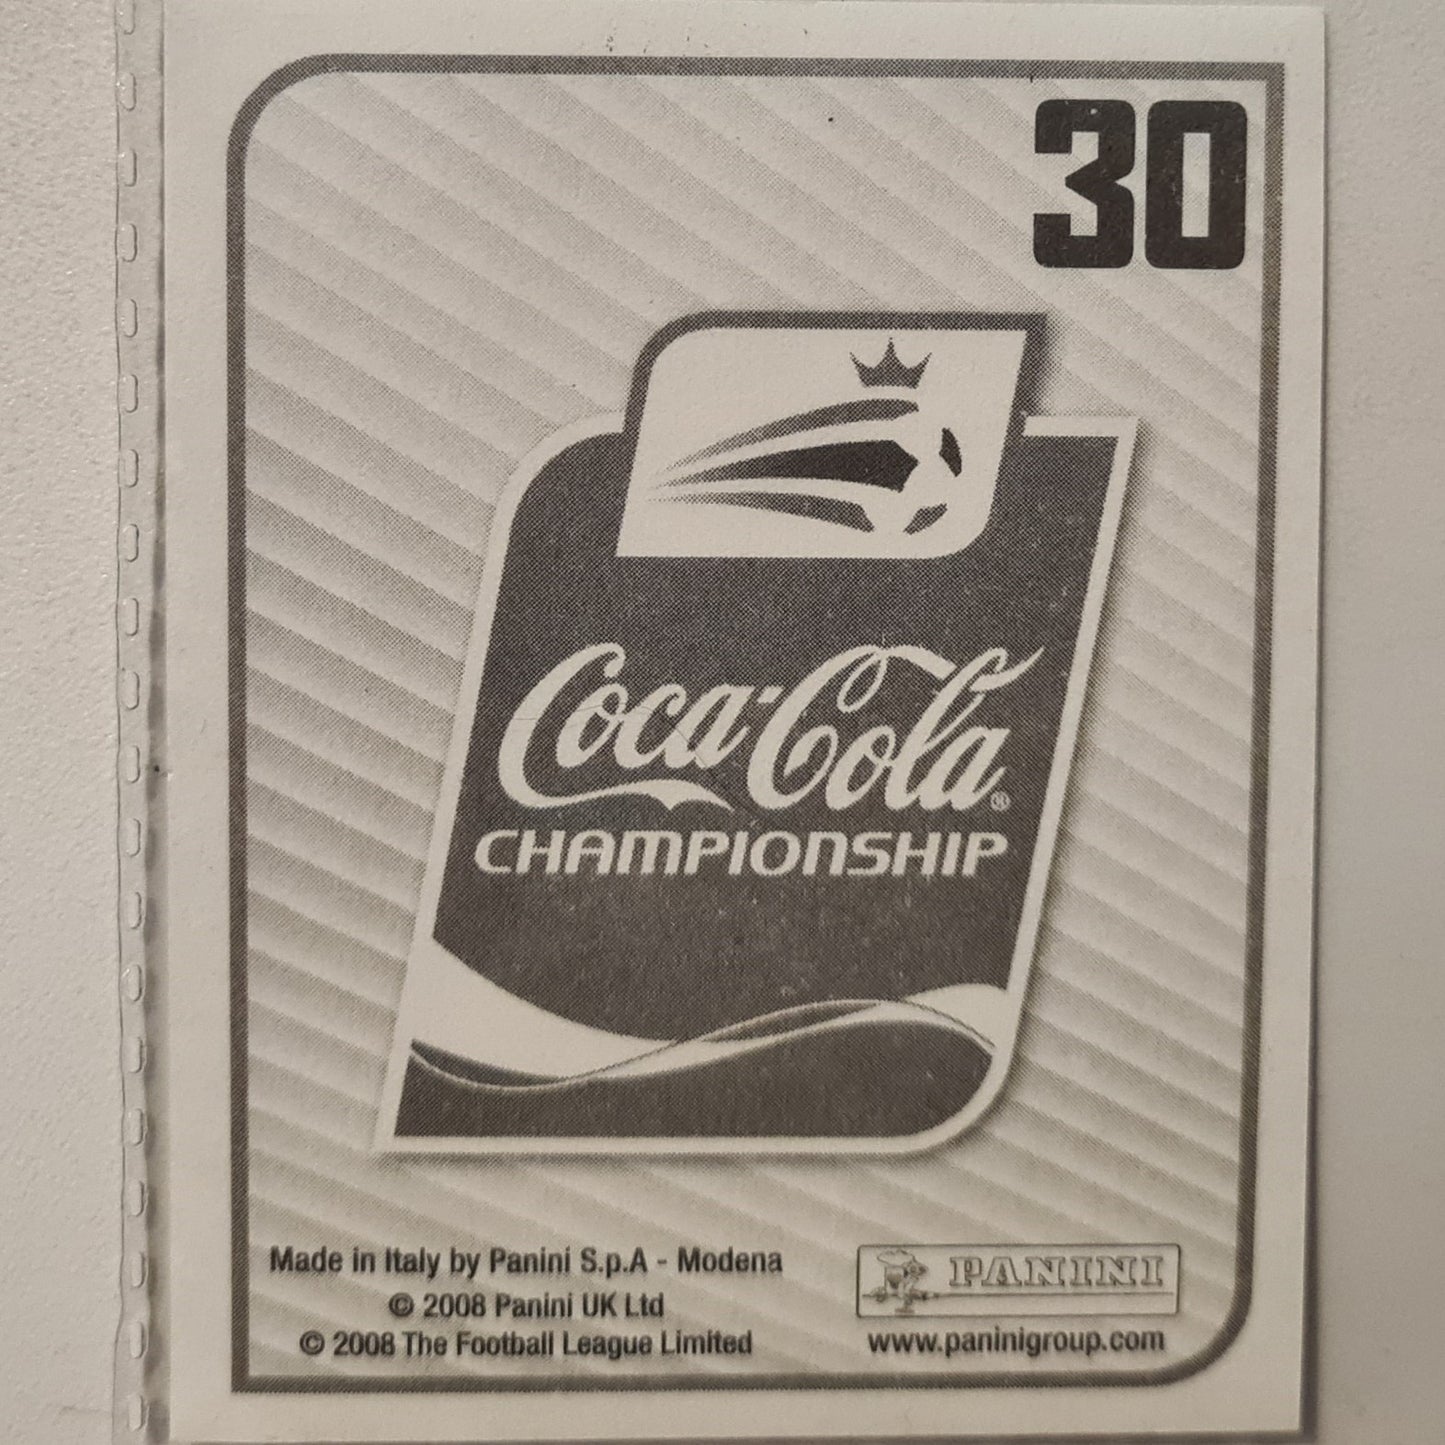 30
Coca-Cola®
CHAMPIONSHIP
Made in Italy by Panini S.p.A - Modena
© 2008 Panini UK Ltd
© 2008 The Football League Limited
PANINI
www.paninigroup.com